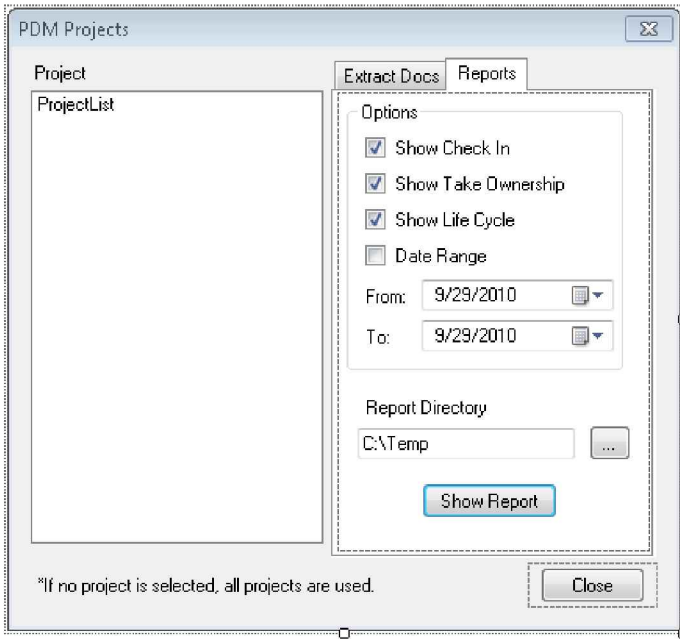 PDM Projects
Project
ProjectList
Extract Docs
Reports
Options
Show Check In
Show Take Ownership
Show Life Cycle
Date Range
From: 9/29/2010
To: 9/29/2010
Report Directory
C:\Temp
...
Show Report
*If no project is selected, all projects are used.
Close